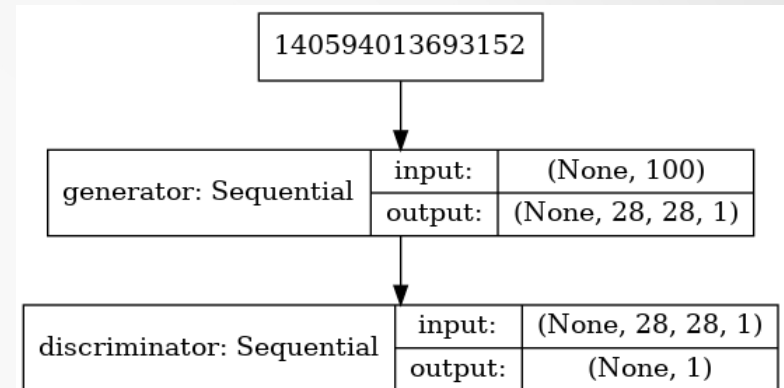 140594013693152
generator: Sequential
input:
(None, 100)
output:
(None, 28, 28, 1)
discriminator: Sequential
input:
(None, 28, 28, 1)
output:
(None, 1)